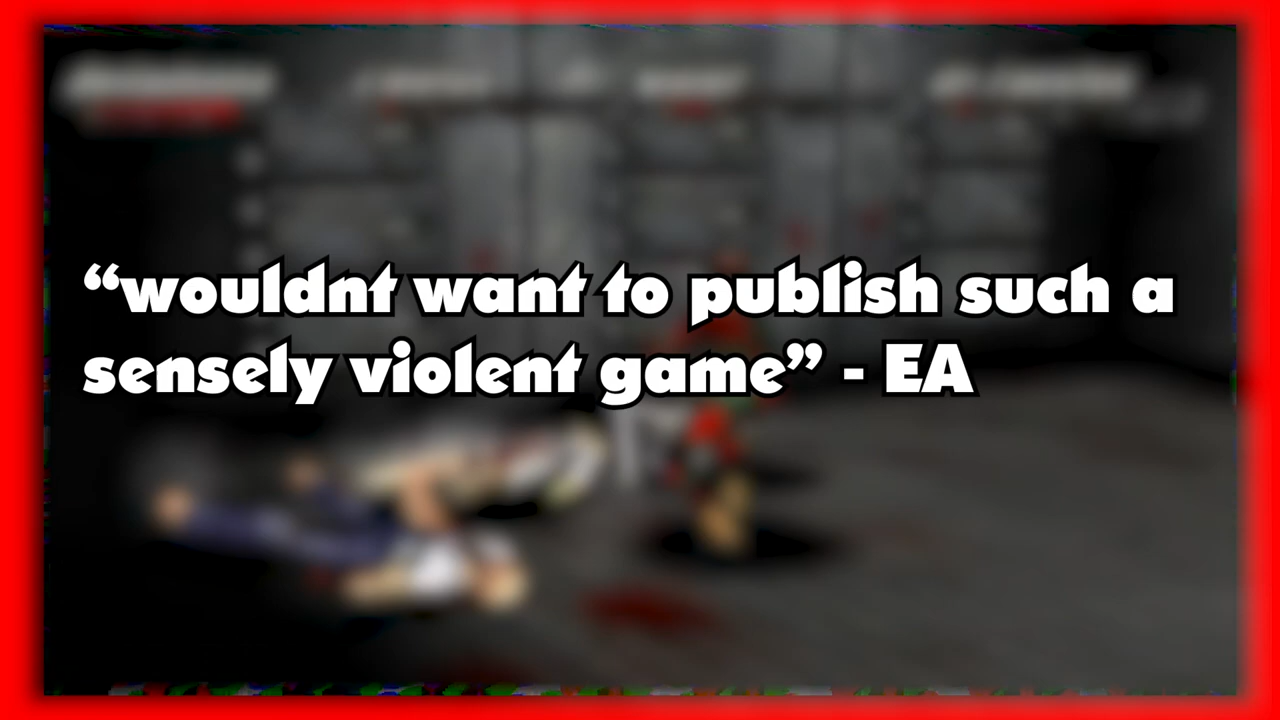 “wouldnt want to publish such a
sensely violent game” - EA